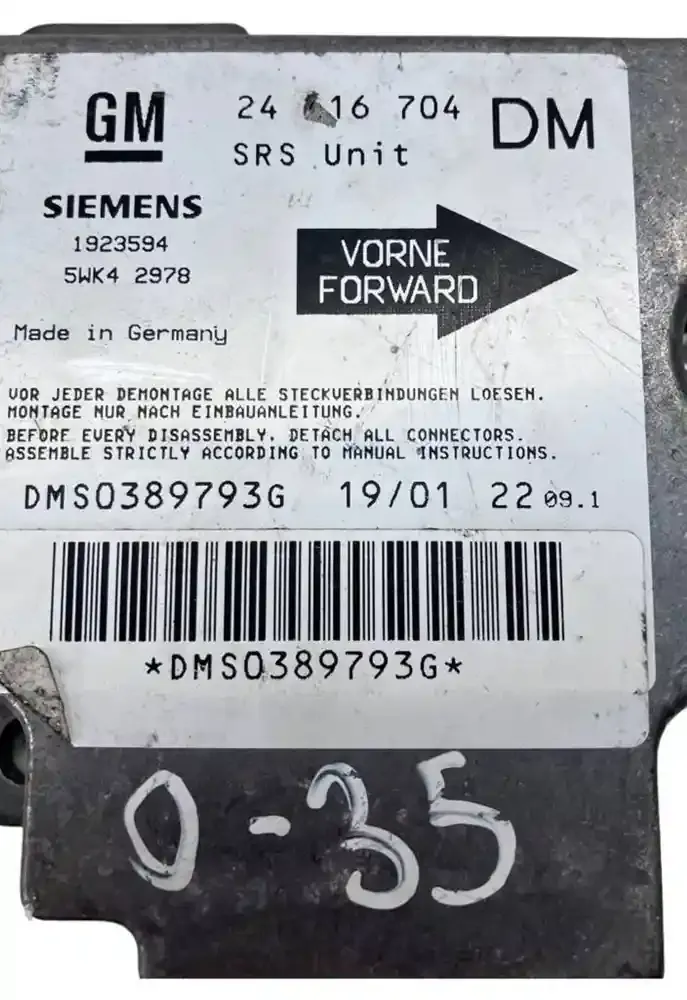 GM
24 16 704
DM
SRS Unit
SIEMENS
1923594
5WK4 2978
VORNE
FORWARD
Made in Germany
VOR JEDER DEMONTAGE ALLE STECKVERBINDUNGEN LOESEN.
MONTAGE NUR NACH EINBAUANLEITUNG.
BEFORE EVERY DISASSEMBLY, DETACH ALL CONNECTORS.
ASSEMBLE STRICTLY ACCORDING TO MANUAL INSTRUCTIONS.
DMS0389793G 19/01 22 09.1
*DMS0389793G*
0-35